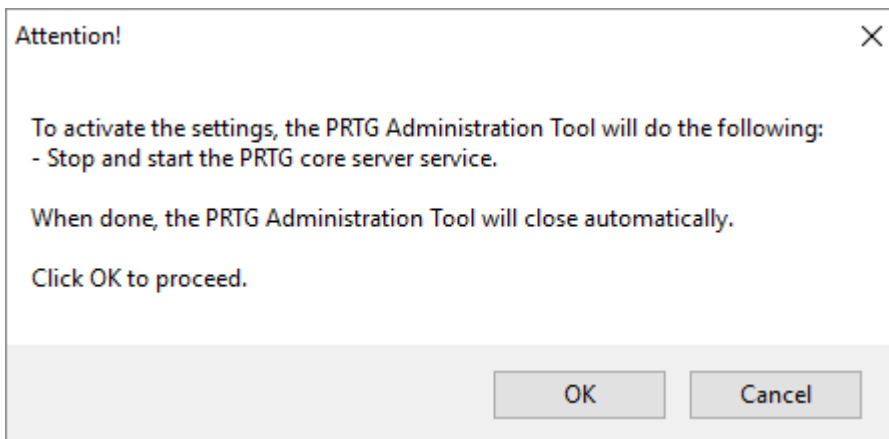 Attention!
To activate the settings, the PRTG Administration Tool will do the following:
- Stop and start the PRTG core server service.
When done, the PRTG Administration Tool will close automatically.
Click OK to proceed.
OK Cancel